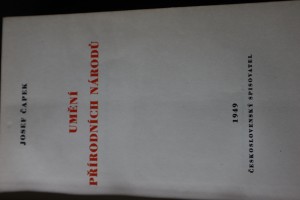 JOSEF ČAPEK
UMĚNÍ
PŘÍRODNÍCH NÁRODŮ
1949
ČESKOSLOVENSKÝ SPISOVATEL